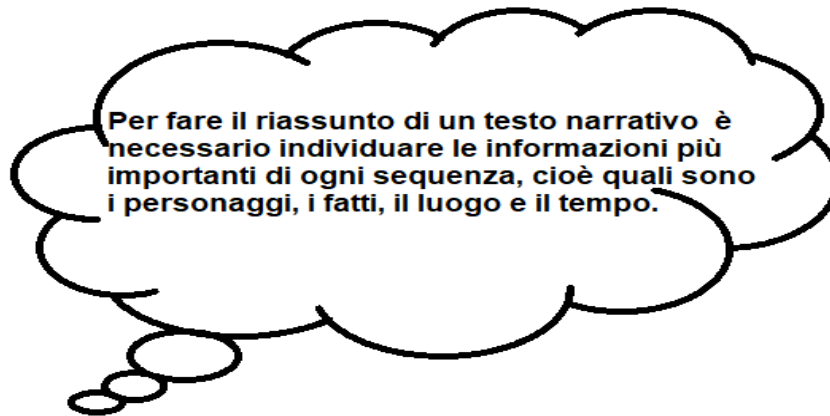 Per fare il riassunto di un testo narrativo è
necessario individuare le informazioni più
importanti di ogni sequenza, cioè quali sono
i personaggi, i fatti, il luogo e il tempo.